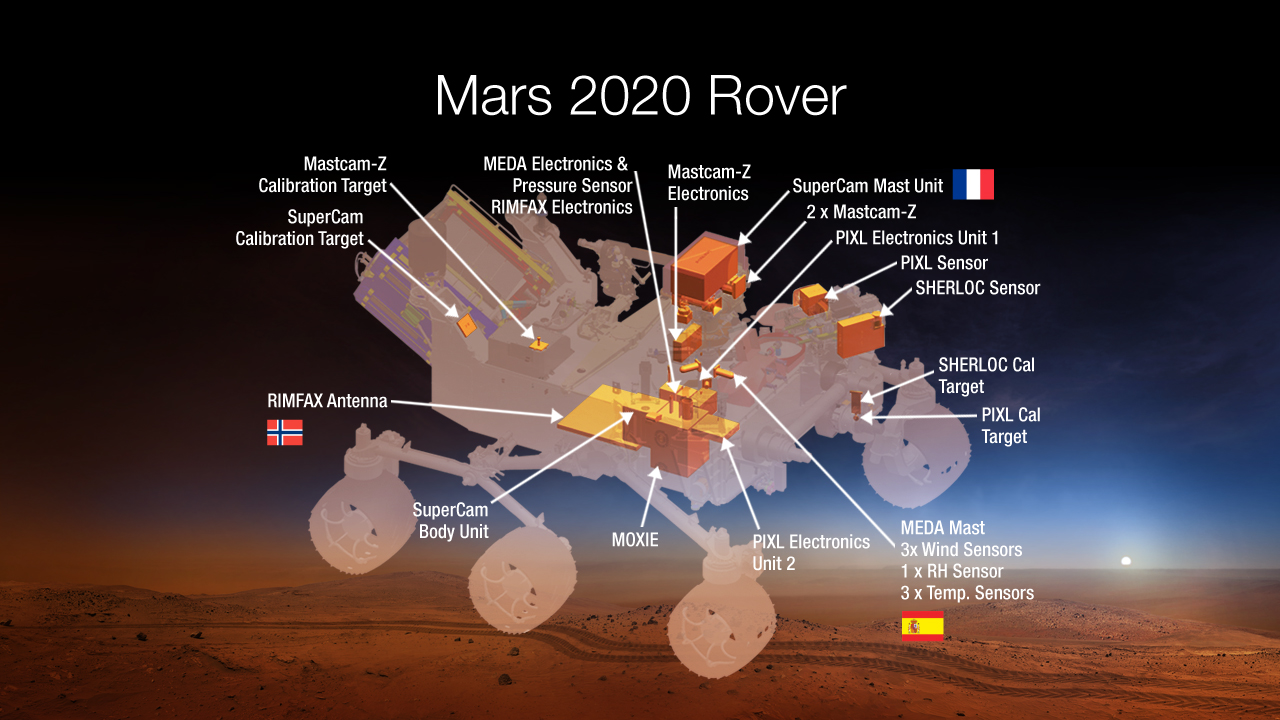 Mars 2020 Rover
Mastcam-Z
Calibration Target
SuperCam
Calibration Target
MEDA Electronics &
Pressure Sensor
RIMFAX Electronics
Mastcam-Z
Electronics
SuperCam Mast Unit
2 x Mastcam-Z
PIXL Electronics Unit 1
PIXL Sensor
SHERLOC Sensor
SHERLOC Cal
Target
PIXL Cal
Target
RIMFAX Antenna
SuperCam
Body Unit
MOXIE
PIXL Electronics
Unit 2
MEDA Mast
3x Wind Sensors
1 x RH Sensor
3 x Temp. Sensors